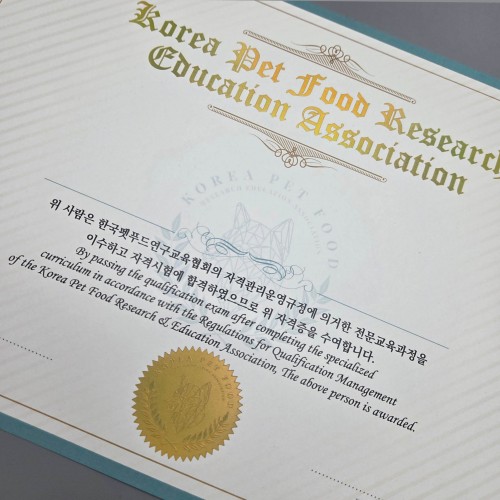 Korea Pet Food Research
Education Association
KOREA PET FOOD
RESEARCH EDUCATION ASSOCIATION
위 사람은 한국펫푸드연구교육협회의 자격관리운영규정에 의거한 전문교육과정을
이수하고 자격시험에 합격하였으므로 위 자격증을 수여합니다.
By passing the qualification exam after completing the specialized
curriculum in accordance with the Regulations for Qualification Management
of the Korea Pet Food Research & Education Association, The above person is awarded.